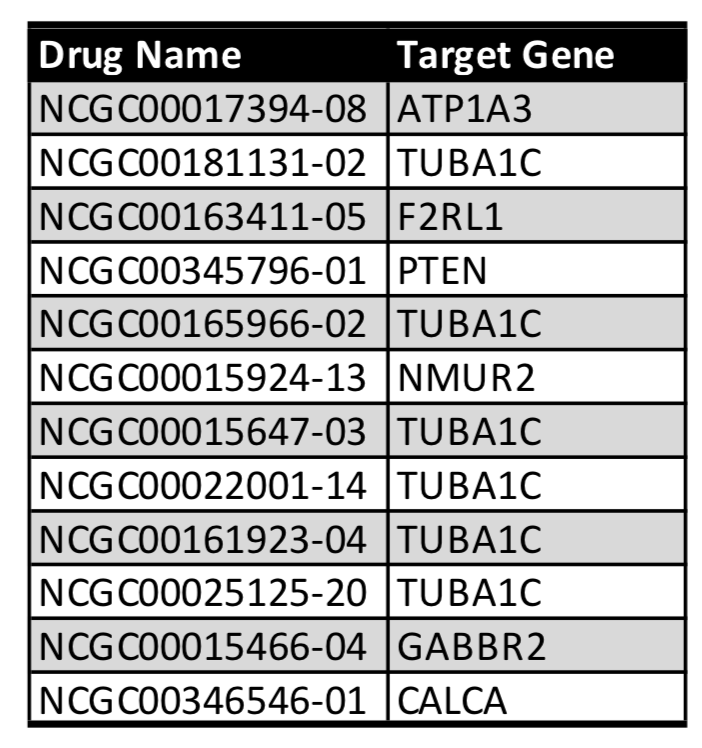 Drug Name Target Gene
NCGC00017394-08 ATP1A3
NCGC00181131-02 TUBA1C
NCGC00163411-05 F2RL1
NCGC00345796-01 PTEN
NCGC00165966-02 TUBA1C
NCGC00015924-13 NMUR2
NCGC00015647-03 TUBA1C
NCGC00022001-14 TUBA1C
NCGC00161923-04 TUBA1C
NCGC00025125-20 TUBA1C
NCGC00015466-04 GABBR2
NCGC00346546-01 CALCA